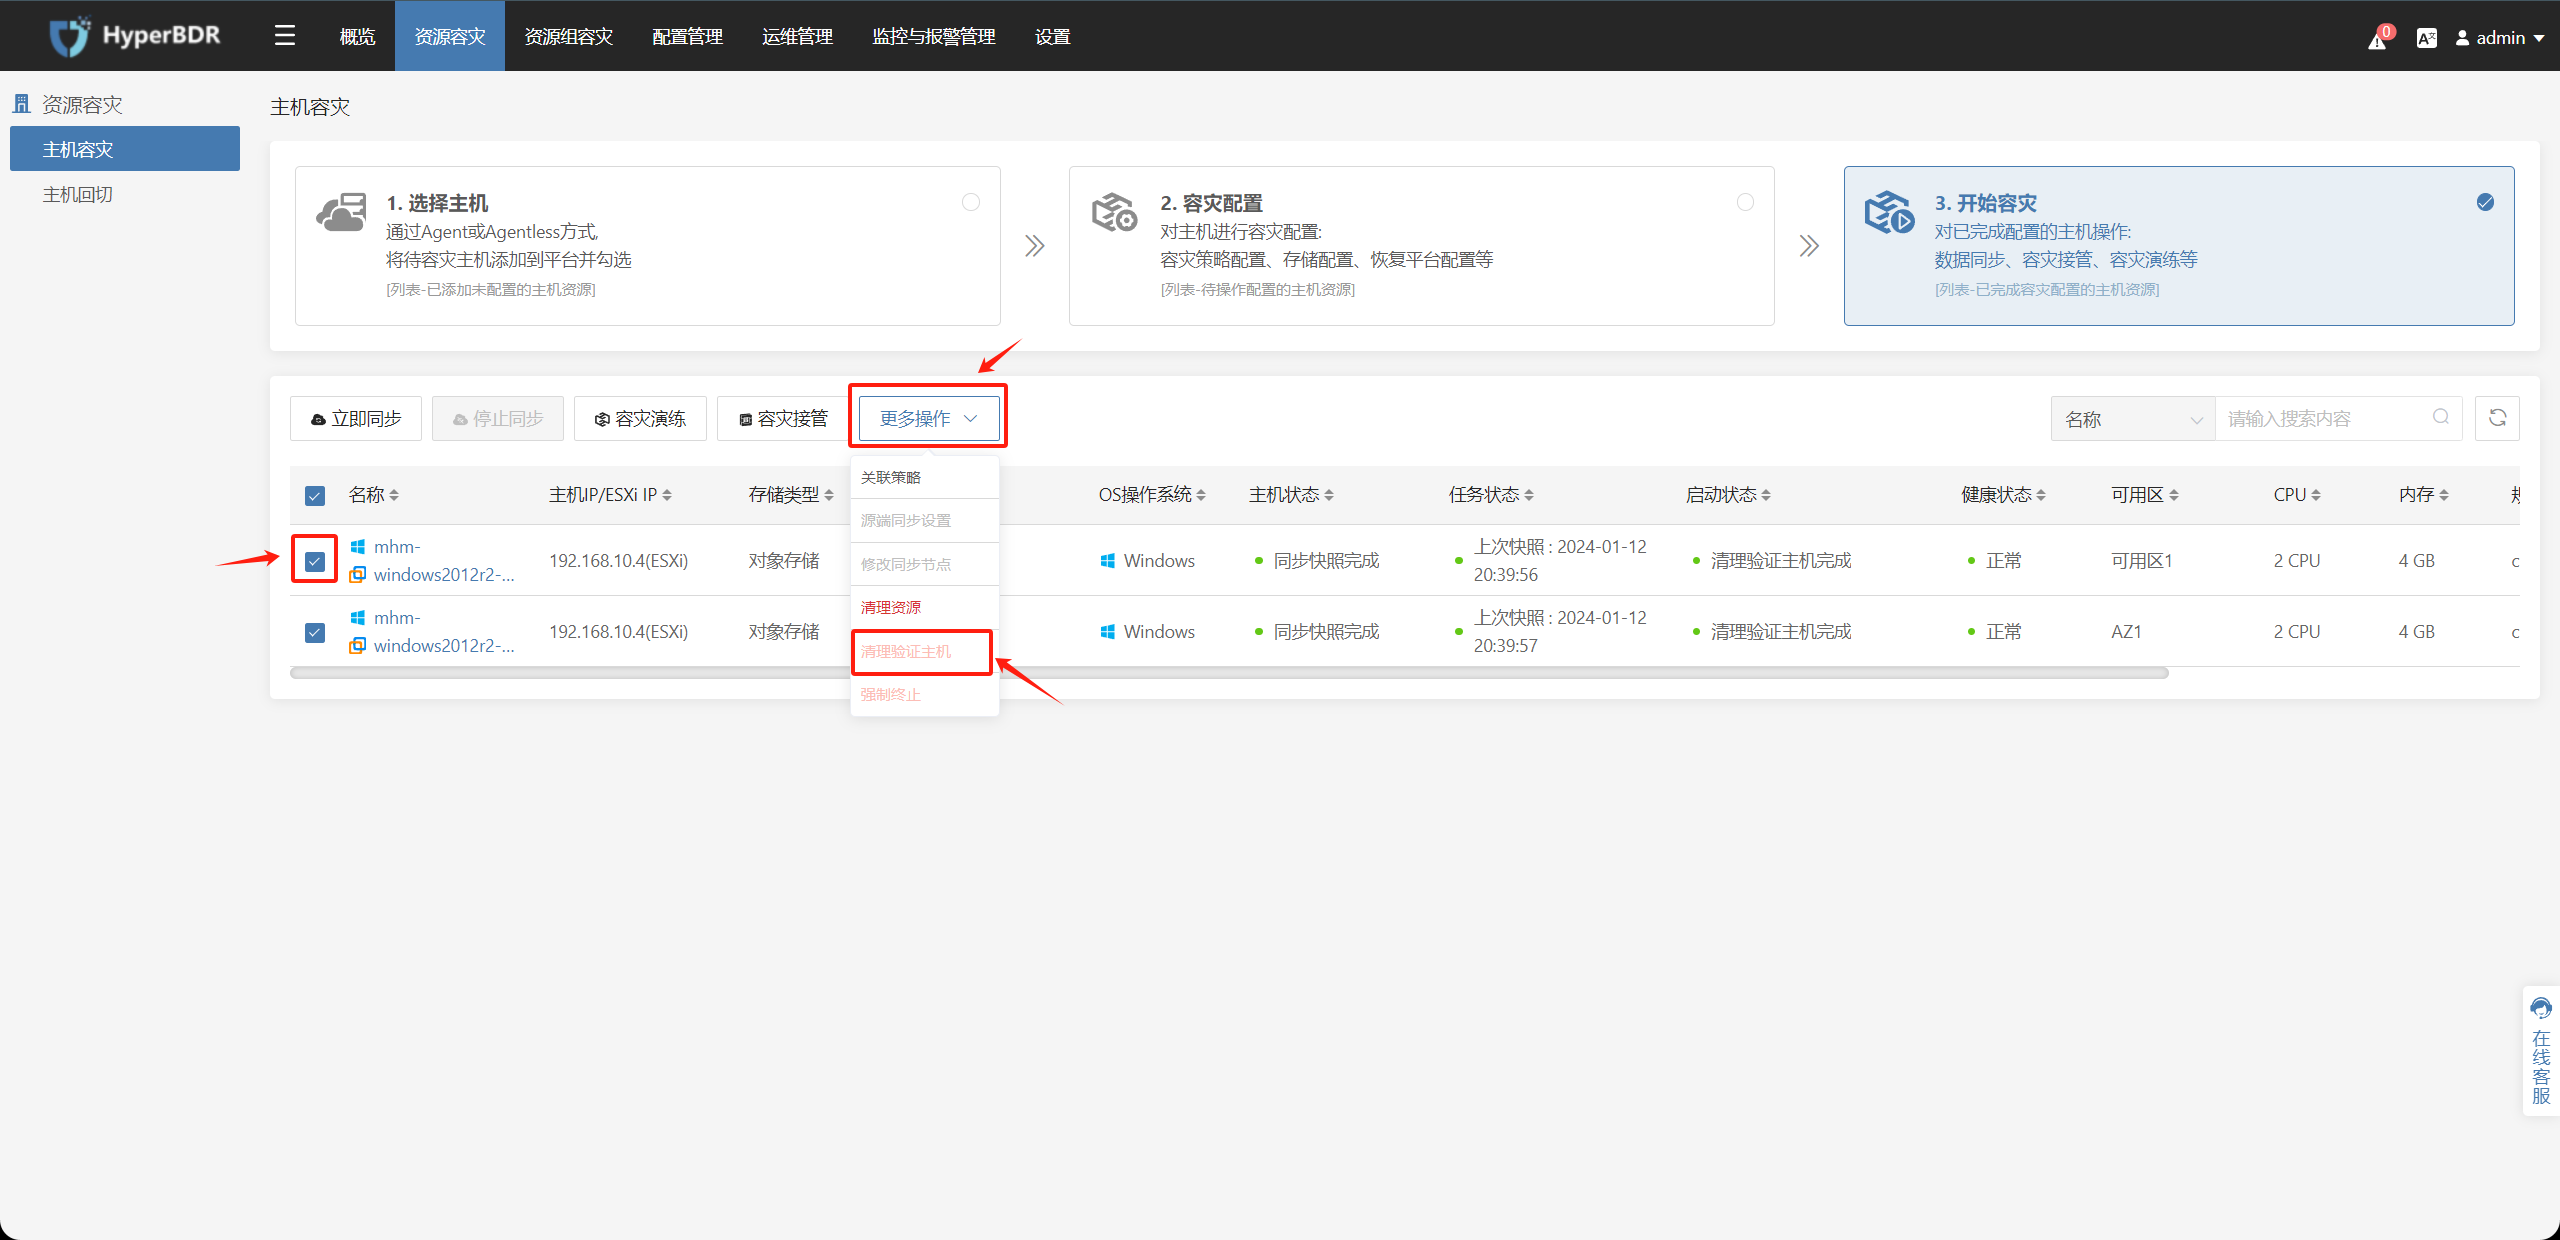 HyperBDR
概览
资源容灾
资源组容灾
配置管理
运维管理
监控与报警管理
设置
0
admin
资源容灾
主机容灾
主机回切
主机容灾
1. 选择主机
通过Agent或Agentless方式,
将待容灾主机添加到平台并勾选
[列表-已添加未配置的主机资源]
2. 容灾配置
对主机进行容灾配置:
容灾策略配置、存储配置、恢复平台配置等
[列表-待操作配置的主机资源]
3. 开始容灾
对已完成配置的主机操作:
数据同步、容灾接管、容灾演练等
[列表-已完成容灾配置的主机资源]
立即同步
停止同步
容灾演练
容灾接管
更多操作
名称
请输入搜索内容
关联策略
源端同步设置
修改同步节点
清理资源
清理验证主机
强制终止
名称
主机IP/ESXi IP
存储类型
OS操作系统
主机状态
任务状态
启动状态
健康状态
可用区
CPU
内存
mhm-
windows2012r2-...
192.168.10.4(ESXi)
对象存储
Windows
同步快照完成
上次快照 : 2024-01-12
20:39:56
清理验证主机完成
正常
可用区1
2 CPU
4 GB
mhm-
windows2012r2-...
192.168.10.4(ESXi)
对象存储
Windows
同步快照完成
上次快照 : 2024-01-12
20:39:57
清理验证主机完成
正常
AZ1
2 CPU
4 GB
在线客服